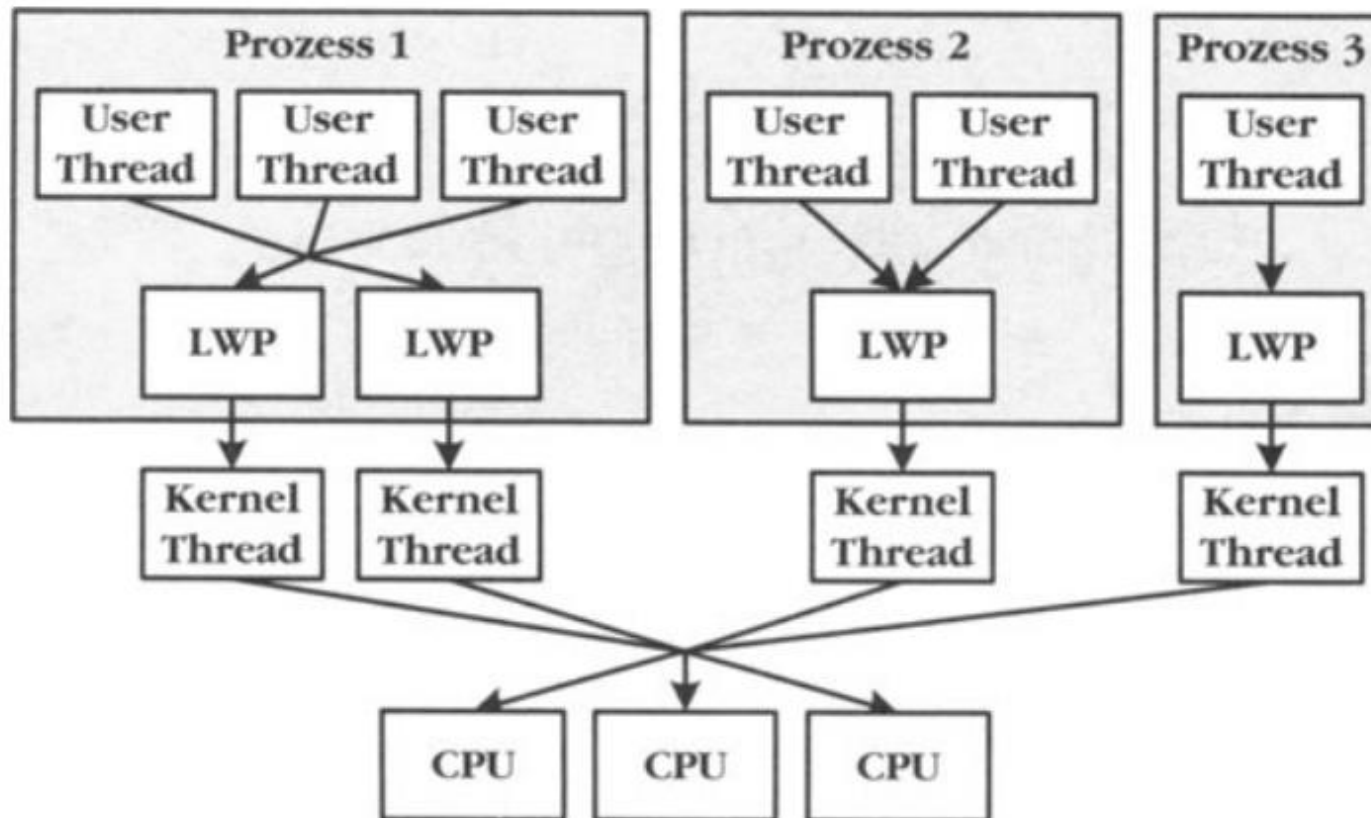 Prozess 1
Prozess 2
Prozess 3
User
Thread
User
Thread
User
Thread
User
Thread
User
Thread
User
Thread
LWP
LWP
LWP
LWP
Kernel
Thread
Kernel
Thread
Kernel
Thread
Kernel
Thread
CPU
CPU
CPU